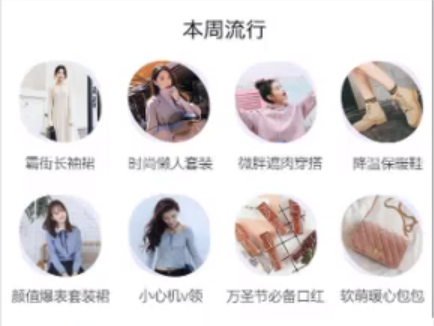 本周流行
霸街长袖裙
时尚懒人套装
微胖遮肉穿搭
降温保暖鞋
颜值爆表套装裙
小心机v领
万圣节必备口红
软萌暖心包包